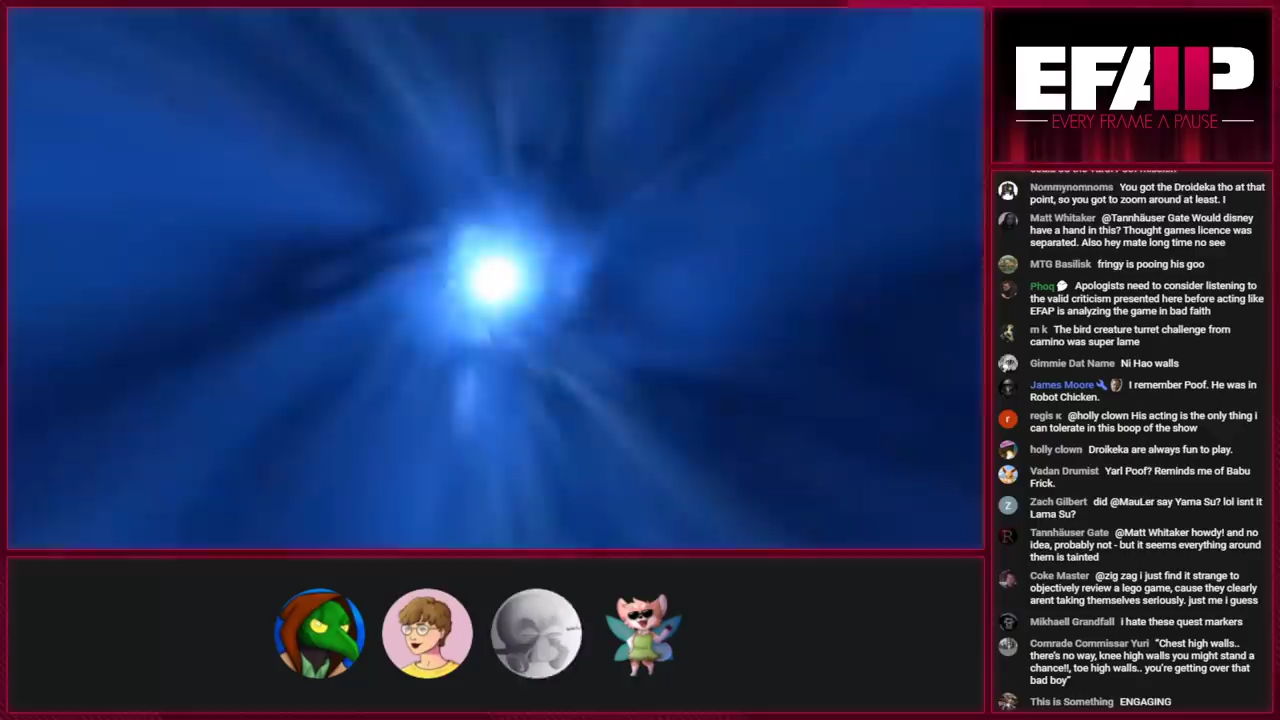 EFAP
EVERY FRAME A PAUSE
Nommynomnoms You got the Droideka tho at that
point, so you got to zoom around at least. !
Matt Whitaker @Tannhäuser Gate Would disney
have a hand in this? Thought games licence was
separated. Also hey mate long time no see
MTG Basilisk fringy is pooing his goo
Phoq Apologists need to consider listening to
the valid criticism presented here before acting like
EFAP is analyzing the game in bad faith
m k The bird creature turret challenge from
camino was super lame
Gimmie Dat Name Ni Hao walls
James Moore I remember Poof. He was in
Robot Chicken.
r
regis κ @holly clown His acting is the only thing i
can tolerate in this boop of the show
holly clown Droikeka are always fun to play.
Vadan Drumist Yarl Poof? Reminds me of Babu
Frick.
Z
Zach Gilbert did @MauLer say Yama Su? lol isnt it
Lama Su?
R
Tannhäuser Gate @Matt Whitaker howdy! and no
idea, probably not - but it seems everything around
them is tainted
Coke Master @zig zag i just find it strange to
objectively review a lego game, cause they clearly
arent taking themselves seriously. just me i guess
Mikhaell Grandfall i hate these quest markers
Comrade Commissar Yuri “Chest high walls..
there’s no way, knee high walls you might stand a
chance!!, toe high walls.. you’re getting over that
bad boy”
This is Something ENGAGING